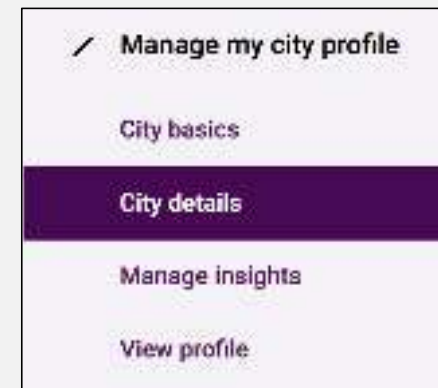 Manage my city profile
City basics
City details
Manage insights
View profile